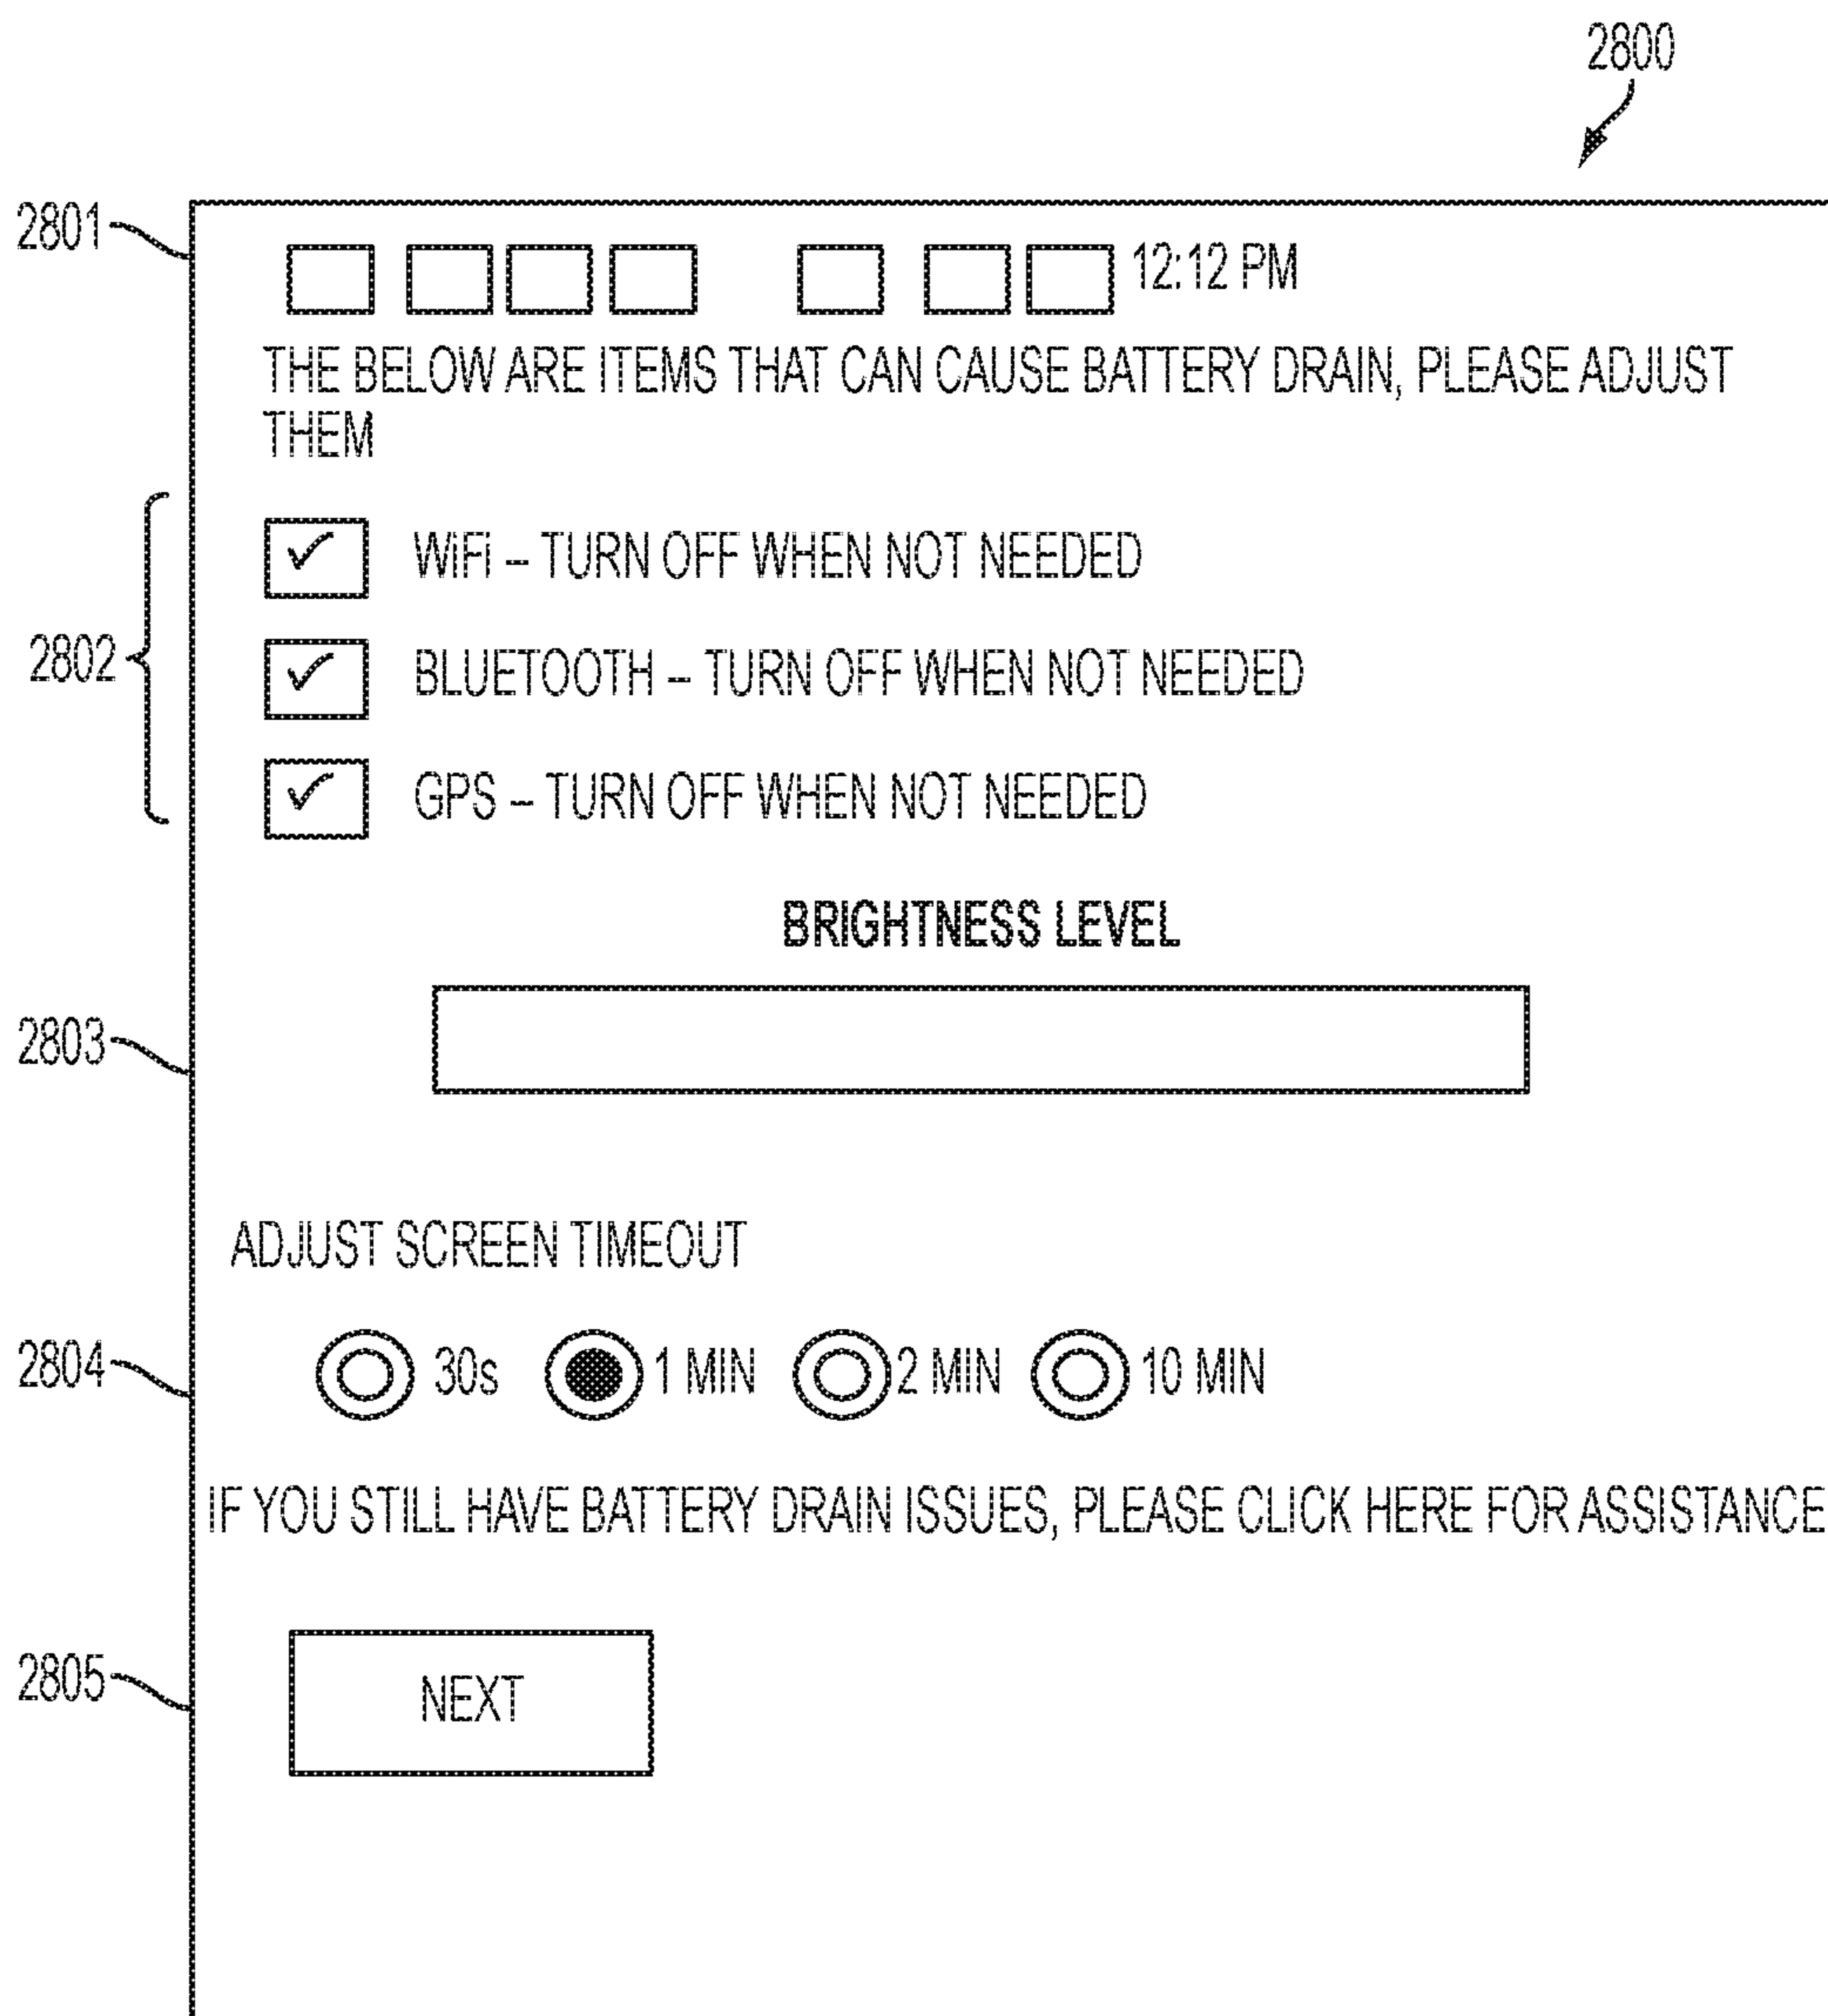 2800
2801
12:12 PM
THE BELOW ARE ITEMS THAT CAN CAUSE BATTERY DRAIN, PLEASE ADJUST
THEM
2802
WiFi – TURN OFF WHEN NOT NEEDED
BLUETOOTH – TURN OFF WHEN NOT NEEDED
GPS – TURN OFF WHEN NOT NEEDED
BRIGHTNESS LEVEL
2803
ADJUST SCREEN TIMEOUT
2804
30s 1 MIN 2 MIN 10 MIN
IF YOU STILL HAVE BATTERY DRAIN ISSUES, PLEASE CLICK HERE FOR ASSISTANCE
2805
NEXT